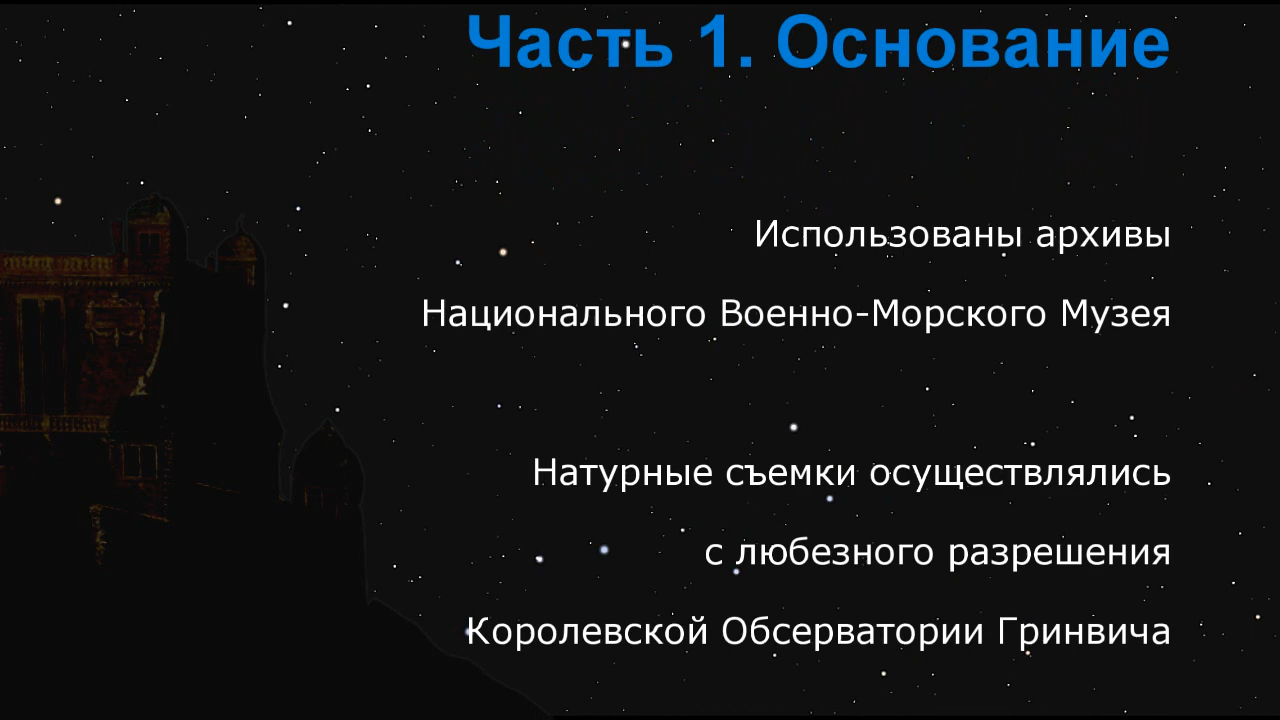 Часть 1. Основание
Использованы архивы
Национального Военно-Морского Музея
Натурные съемки осуществлялись
с любезного разрешения
Королевской Обсерватории Гринвича